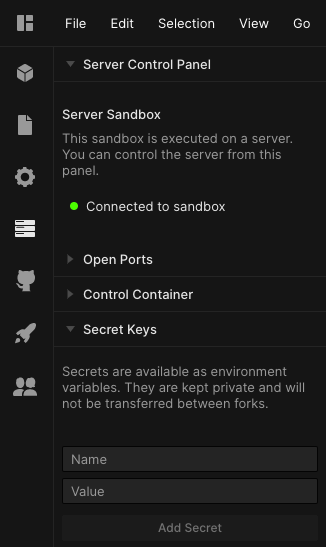 File Edit Selection View Go
Server Control Panel
Server Sandbox
This sandbox is executed on a server.
You can control the server from this
panel.
Connected to sandbox
Open Ports
Control Container
Secret Keys
Secrets are available as environment
variables. They are kept private and will
not be transferred between forks.
Name
Value
Add Secret